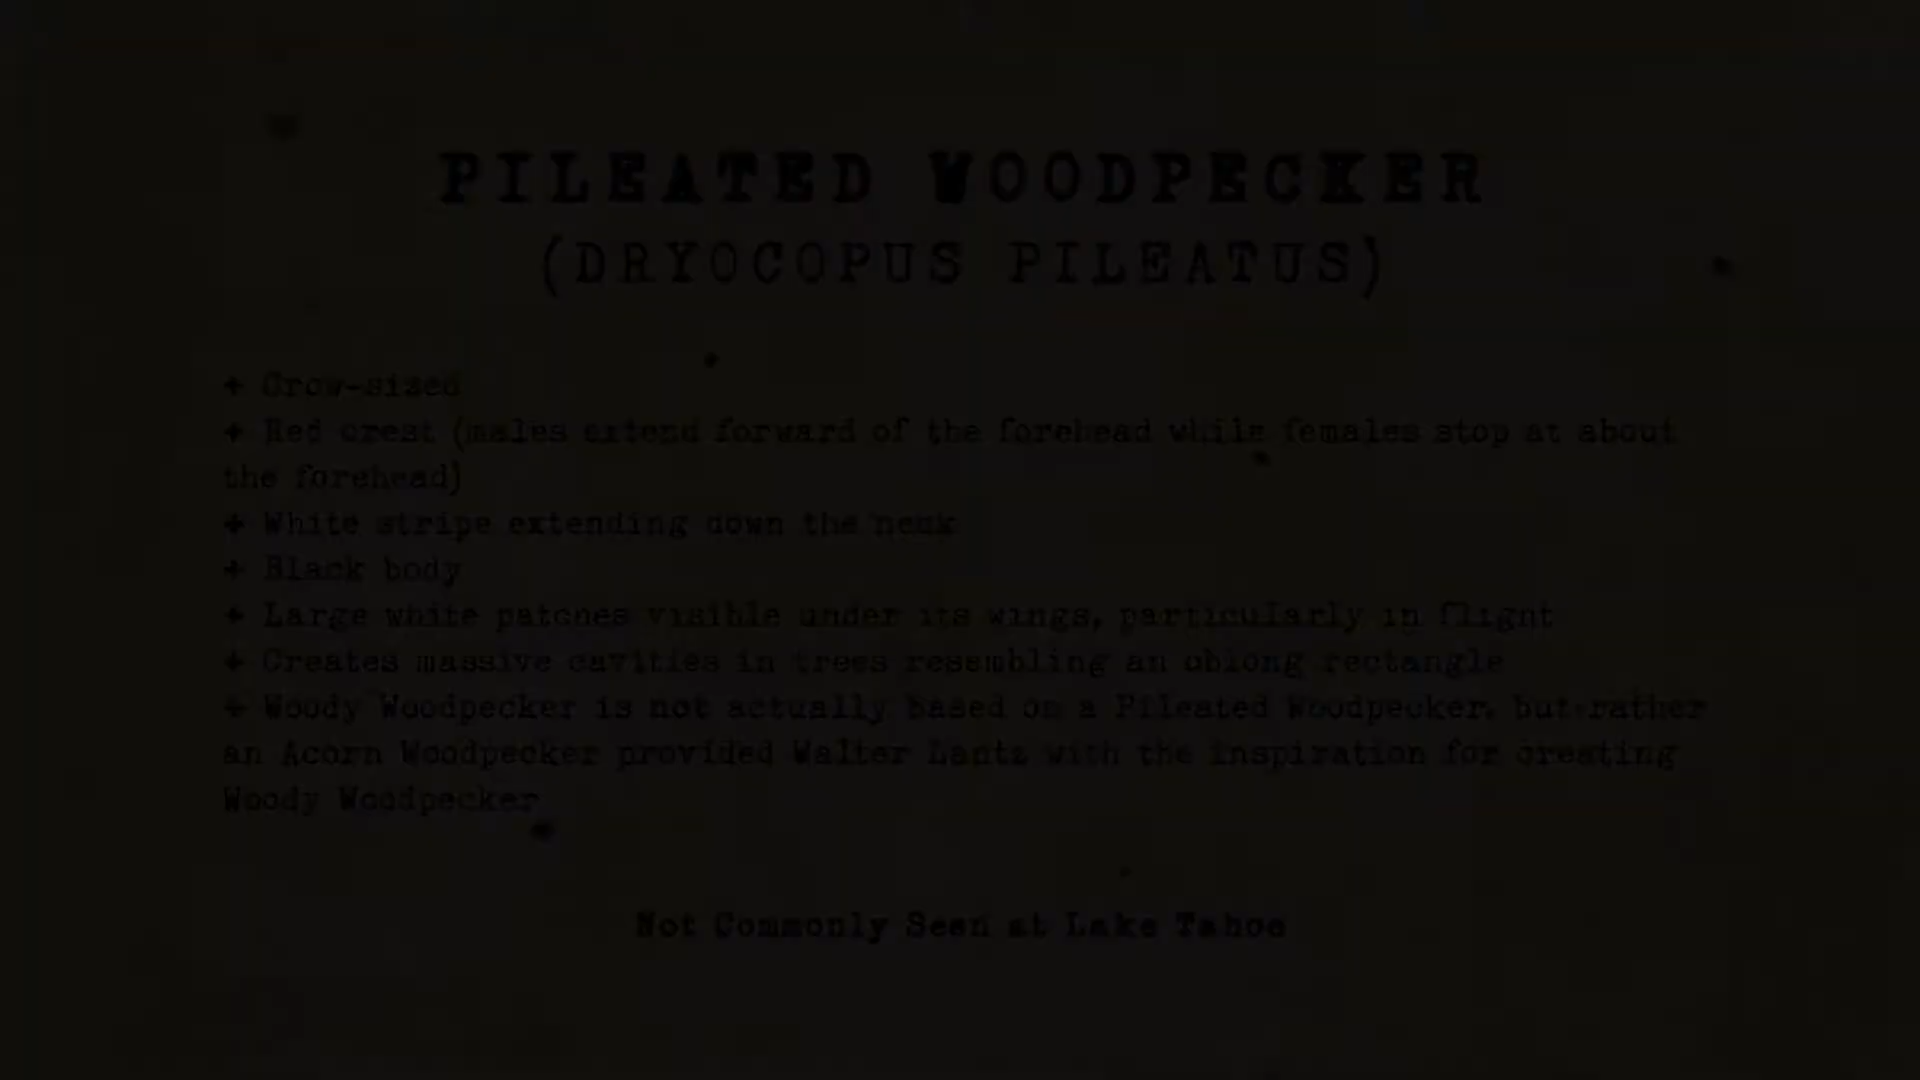 PILEATED WOODPECKER
(DRYOCOPUS PILEATUS)
+ Crow-sized
+ Red crest (males extend forward of the forehead while females stop at about
the forehead)
+ White stripe extending down the neck
+ Black body
+ Large white patches visible under its wings, particularly in flight
+ Creates massive cavities in trees resembling an oblong rectangle
+ Woody Woodpecker is not actually based on a Pileated Woodpecker, but rather
an Acorn Woodpecker provided Walter Lantz with the inspiration for creating
Woody Woodpecker
Not Commonly Seen at Lake Tahoe